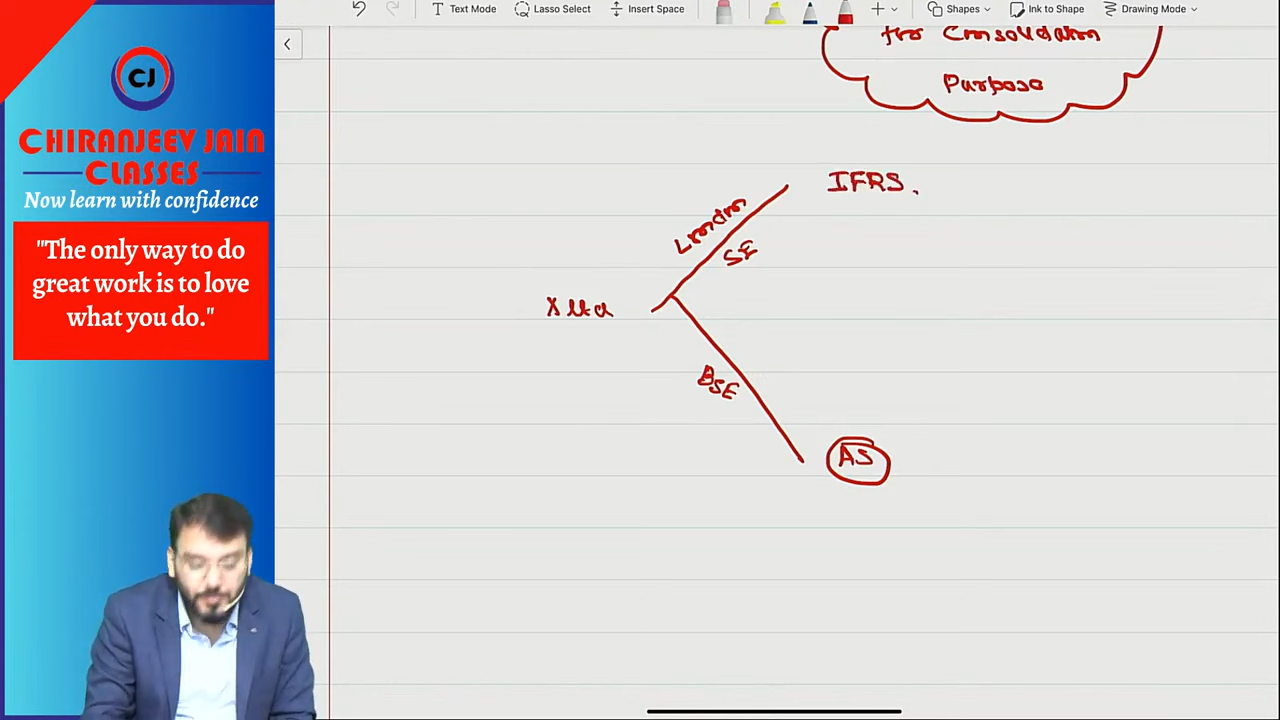 Text Mode
Lasso Select
Insert Space
Shapes
Ink to Shape
Drawing Mode
CJ
CHIRANJEEV JAIN
CLASSES
Now learn with confidence
"The only way to do
great work is to love
what you do."
for Consolidation
Purpose
IFRS.
London
SE
X Ltd
BSE
AS